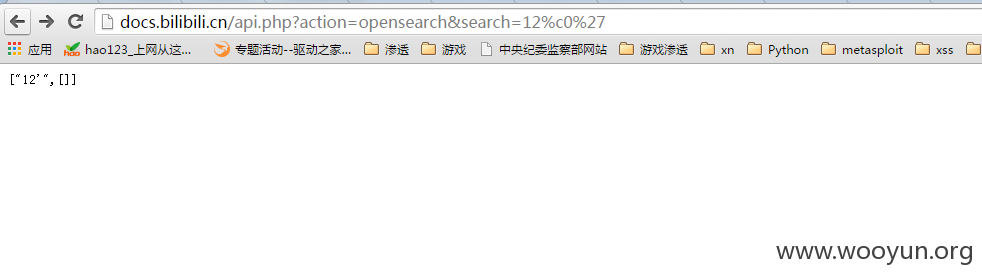 docs.bilibili.cn/api.php?action=opensearch&search=12%c0%27
应用 hao123_上网从这... 专题活动--驱动之家... 渗透 游戏 中央纪委监察部网站 游戏渗透 xn Python metasploit xss
["12'",[]]
www.wooyun.org